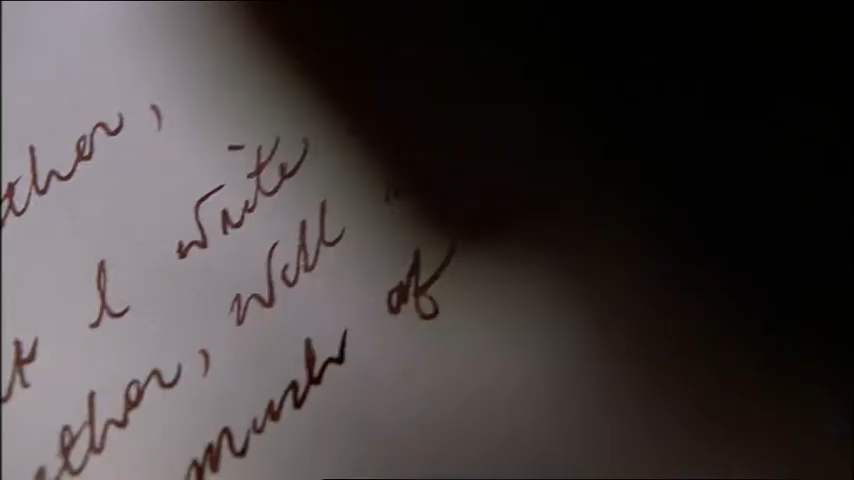 ther,
t I write
ther, will
much of